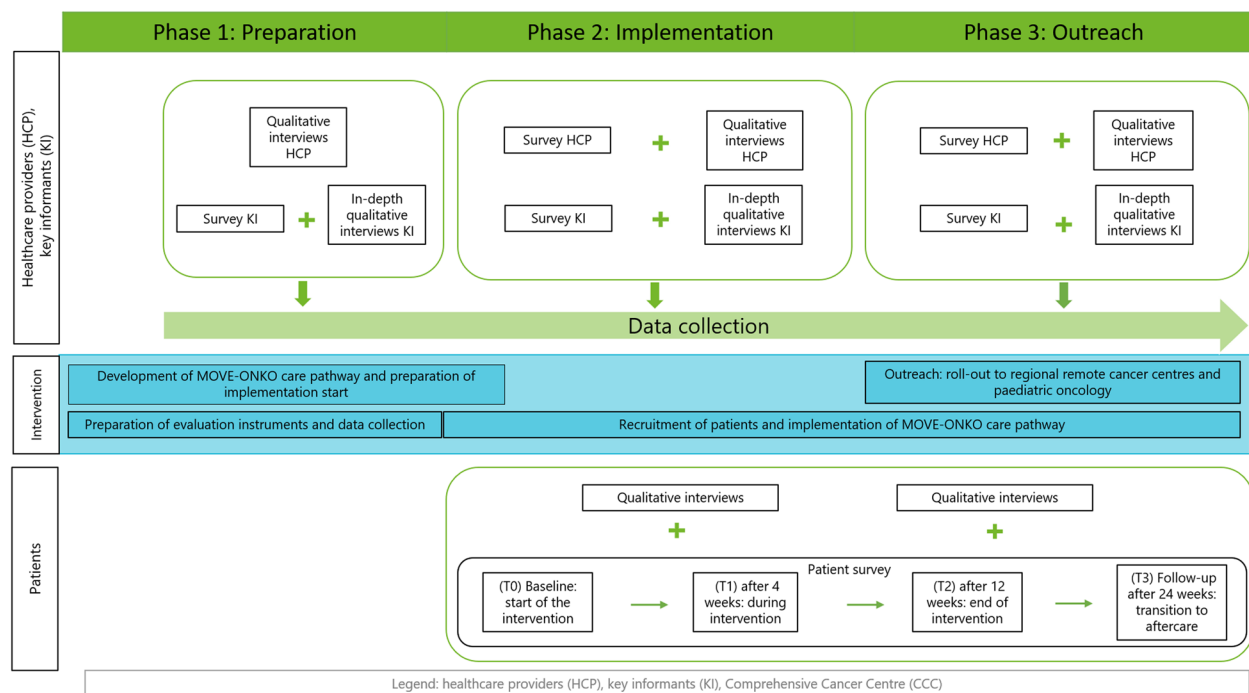 Phase 1: Preparation
Phase 2: Implementation
Phase 3: Outreach
Healthcare providers (HCP),
key informants (KI)
Qualitative
interviews
HCP
Survey KI
+
In-depth
qualitative
interviews KI
Survey HCP
+
Qualitative
interviews
HCP
Survey KI
+
In-depth
qualitative
interviews KI
Survey HCP
+
Qualitative
interviews
HCP
Survey KI
+
In-depth
qualitative
interviews KI
Data collection
Intervention
Development of MOVE-ONKO care pathway and preparation of
implementation start
Outreach: roll-out to regional remote cancer centres and
paediatric oncology
Preparation of evaluation instruments and data collection
Recruitment of patients and implementation of MOVE-ONKO care pathway
Patients
Qualitative interviews
+
Qualitative interviews
+
Patient survey
(T0) Baseline:
start of the
intervention
(T1) after 4
weeks: during
intervention
(T2) after 12
weeks: end of
intervention
(T3) Follow-up
after 24 weeks:
transition to
aftercare
Legend: healthcare providers (HCP), key informants (KI), Comprehensive Cancer Centre (CCC)